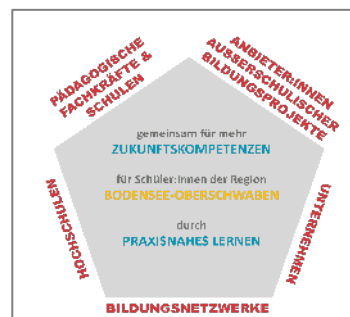 PÄDAGOGISCHE
FACHKRÄFTE &
SCHULEN
ANBIETER:INNEN
AUSSERSCHULISCHER
BILDUNGSPROJEKTE
gemeinsam für mehr
ZUKUNFTSKOMPETENZEN
für Schüler:innen der Region
BODENSEE-OBERSCHWABEN
durch
PRAXISNAHES LERNEN
HOCHSCHULEN
UNTERNEHMEN
BILDUNGSNETZWERKE